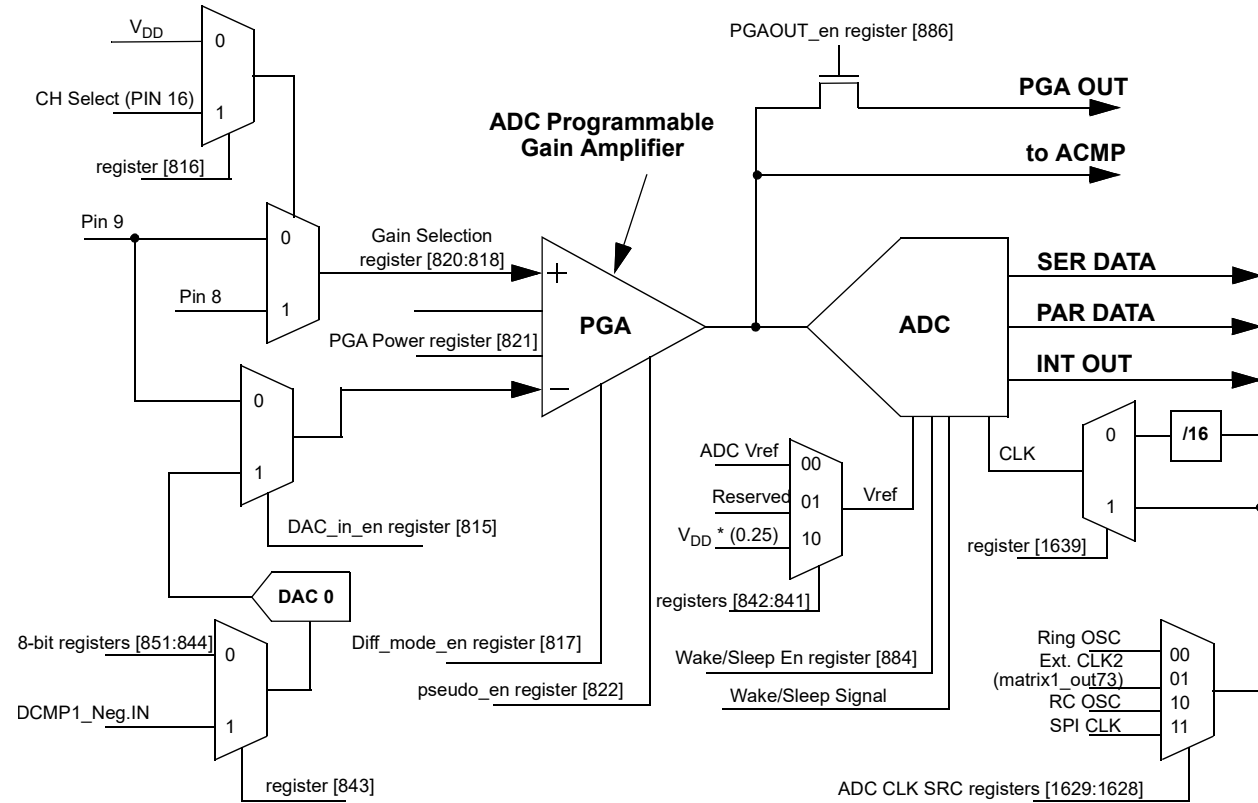 VDD
0
CH Select (PIN 16)
1
register [816]
PGAOUT_en register [886]
PGA OUT
to ACMP
ADC Programmable
Gain Amplifier
Pin 9
0
Pin 8
1
Gain Selection
register [820:818]
+
PGA
PGA Power register [821]
−
ADC
SER DATA
PAR DATA
INT OUT
0
1
DAC_in_en register [815]
DAC 0
8-bit registers [851:844]
0
DCMP1_Neg.IN
1
register [843]
Diff_mode_en register [817]
pseudo_en register [822]
ADC Vref
00
Reserved
01
VDD * (0.25)
10
Vref
registers [842:841]
Wake/Sleep En register [884]
Wake/Sleep Signal
CLK
0
/16
1
register [1639]
Ring OSC
00
Ext. CLK2
(matrix1_out73)
01
RC OSC
10
SPI CLK
11
ADC CLK SRC registers [1629:1628]